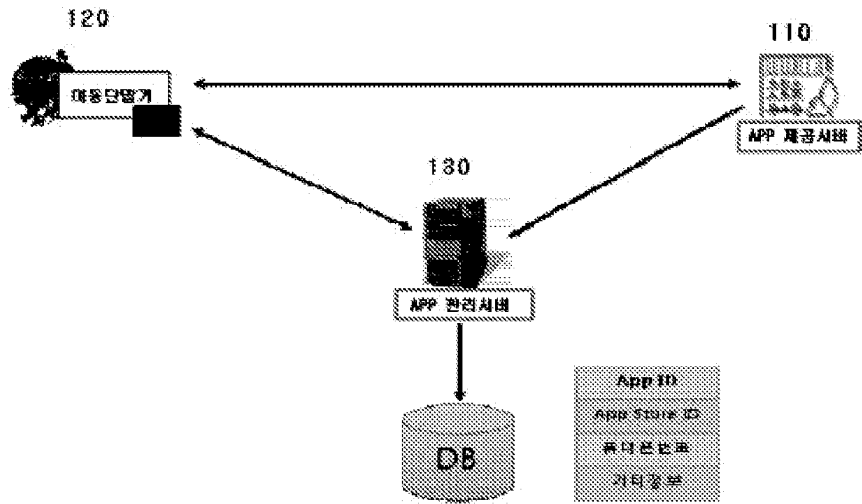 120
110
이동단말기
APP 제공서버
130
APP 관리서버
DB
App ID
App Store ID
휴대폰번호
기타정보